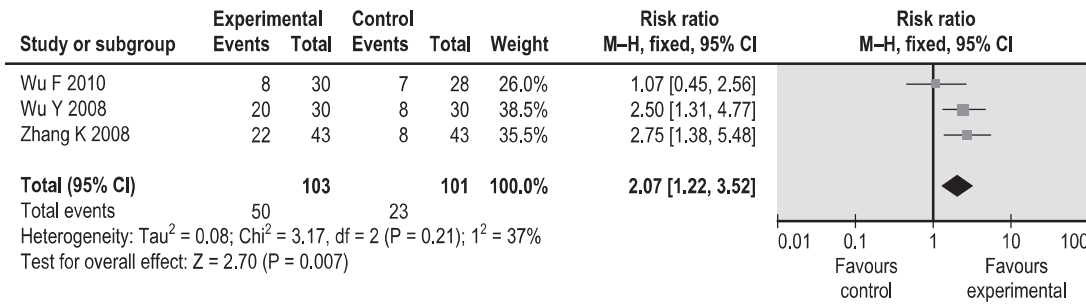 Experimental Control Risk ratio Risk ratio
Study or subgroup Events Total Events Total Weight M–H, fixed, 95% CI M–H, fixed, 95% CI
Wu F 2010 8 30 7 28 26.0% 1.07 [0.45, 2.56]
Wu Y 2008 20 30 8 30 38.5% 2.50 [1.31, 4.77]
Zhang K 2008 22 43 8 43 35.5% 2.75 [1.38, 5.48]
Total (95% CI) 103 101 100.0% 2.07 [1.22, 3.52]
Total events 50 23
Heterogeneity: Tau² = 0.08; Chi² = 3.17, df = 2 (P = 0.21); 1² = 37%
Test for overall effect: Z = 2.70 (P = 0.007)
0.01 0.1 1 10 100
Favours Favours
control experimental